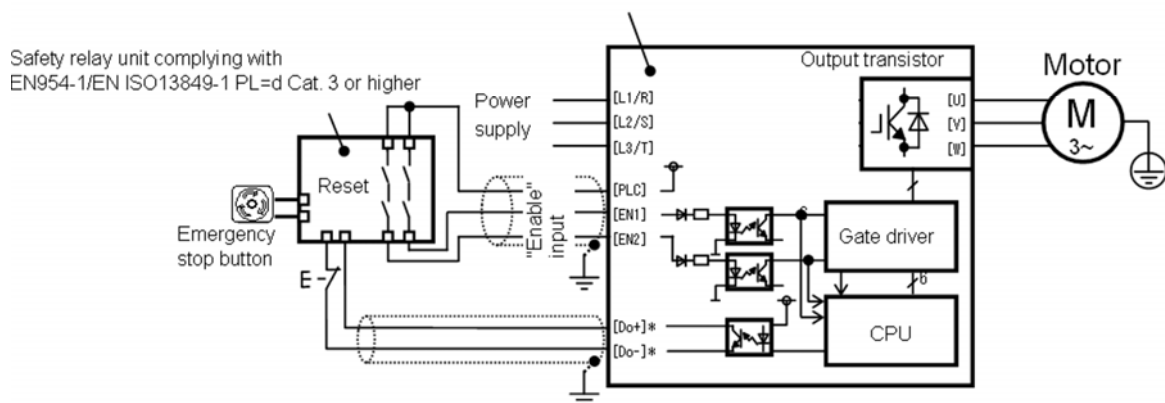 Safety relay unit complying with
EN954-1/EN ISO13849-1 PL=d Cat. 3 or higher
Power
supply
Output transistor
Motor
[L1/R]
[L2/S]
[L3/T]
[U]
[V]
[W]
M
3~
Reset
Emergency
stop button
E
"Enable"
input
[PLC]
[EN1]
[EN2]
Gate driver
6
CPU
[Do+]*
[Do-]*